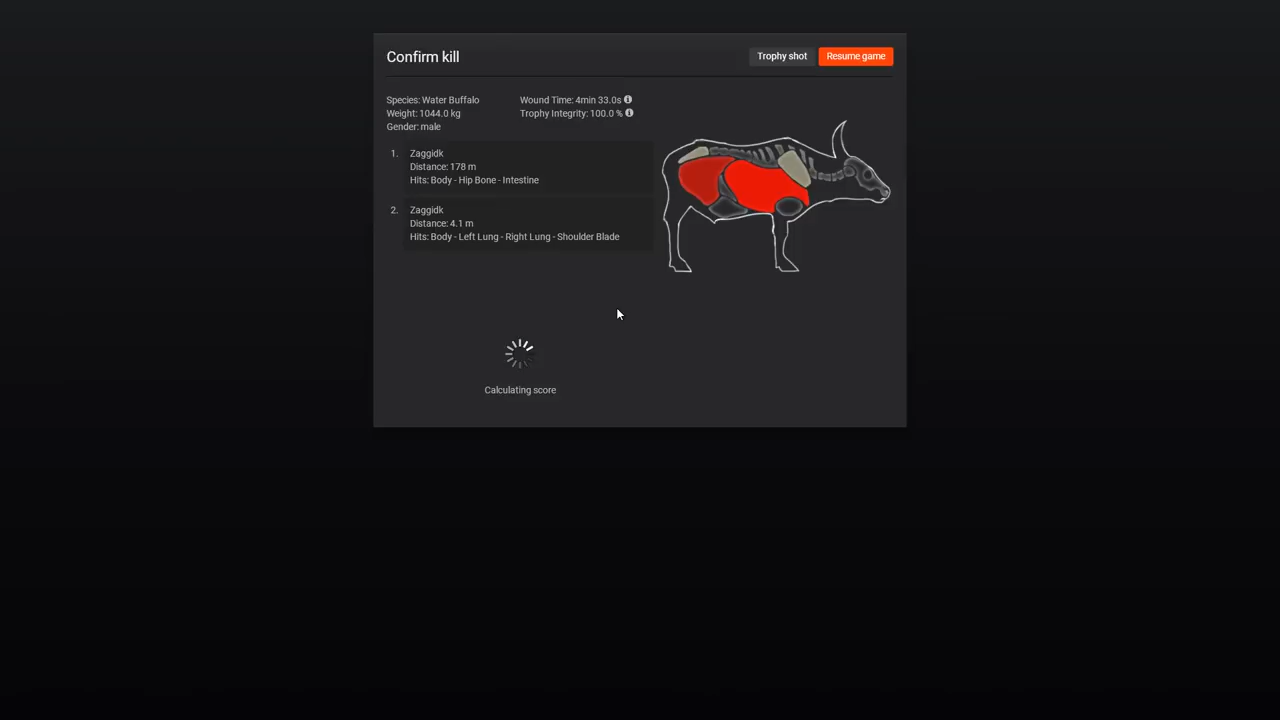 Confirm kill
Trophy shot
Resume game
Species: Water Buffalo
Wound Time: 4min 33.0s
Weight: 1044.0 kg
Trophy Integrity: 100.0 %
Gender: male
1. Zaggidk
Distance: 178 m
Hits: Body - Hip Bone - Intestine
2. Zaggidk
Distance: 4.1 m
Hits: Body - Left Lung - Right Lung - Shoulder Blade
Calculating score